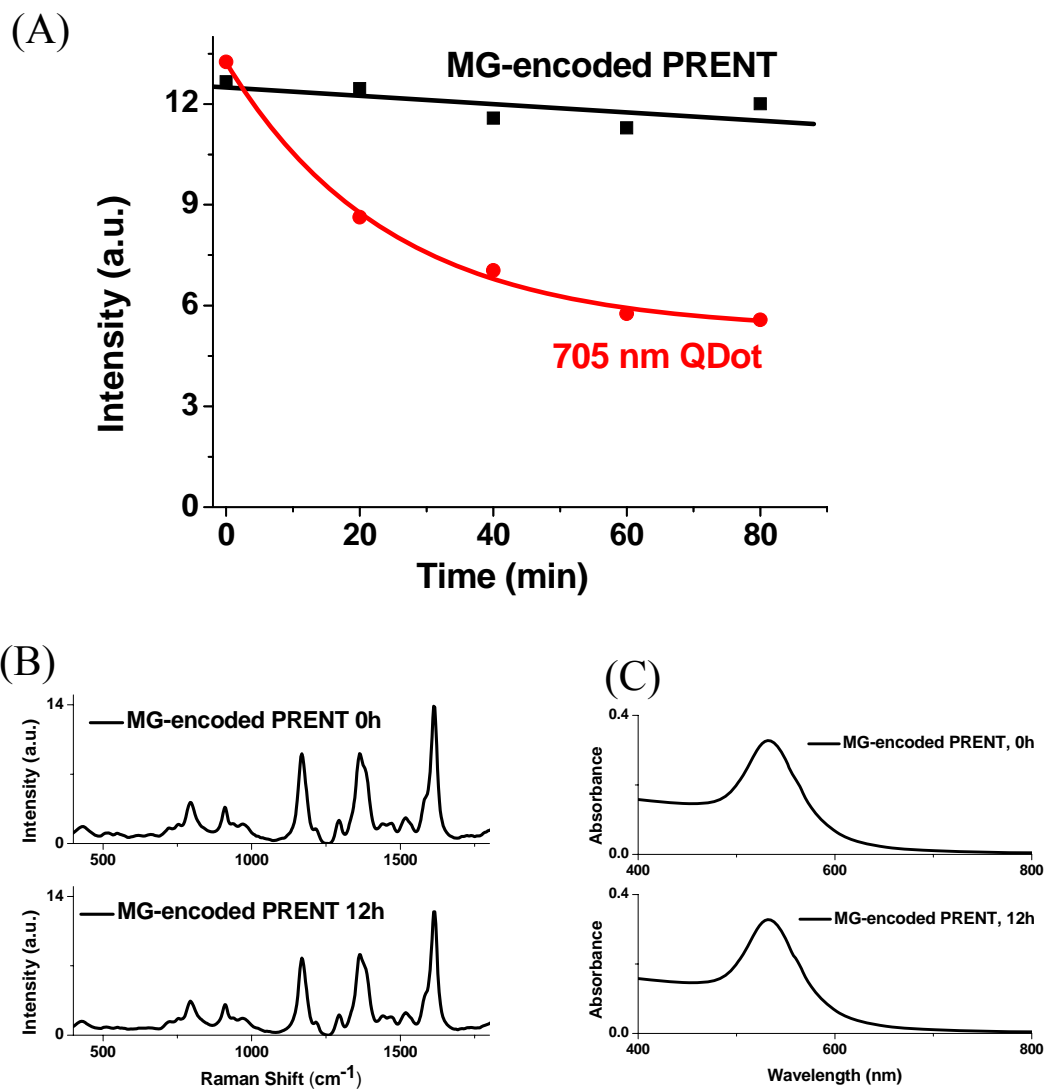 (A)
MG-encoded PRENT
12
9
6
3
0
Intensity (a.u.)
705 nm QDot
0 20 40 60 80
Time (min)
(B)
14
MG-encoded PRENT 0h
Intensity (a.u.)
0
500 1000 1500
14
MG-encoded PRENT 12h
Intensity (a.u.)
0
500 1000 1500
Raman Shift (cm⁻¹)
(C)
0.4
MG-encoded PRENT, 0h
Absorbance
0.0
400 600 800
0.4
MG-encoded PRENT, 12h
Absorbance
0.0
400 600 800
Wavelength (nm)